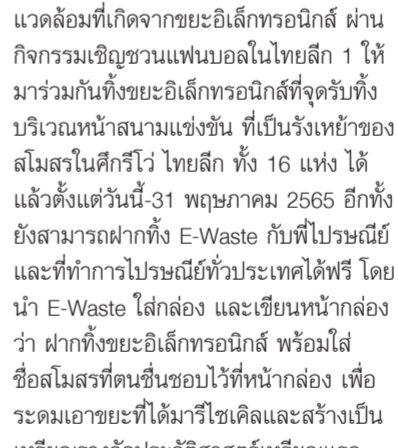 แวดล้อมที่เกิดจากขยะอิเล็กทรอนิกส์ ผ่าน
กิจกรรมเชิญชวนแฟนบอลในไทยลีก 1 ให้
มาร่วมกันทิ้งขยะอิเล็กทรอนิกส์ที่จุดรับทิ้ง
บริเวณหน้าสนามแข่งขัน ที่เป็นรังเหย้าของ
สโมสรในศึกรีโว่ ไทยลีก ทั้ง 16 แห่ง ได้
แล้วตั้งแต่วันนี้-31 พฤษภาคม 2565 อีกทั้ง
ยังสามารถฝากทิ้ง E-Waste กับพี่ไปรษณีย์
และที่ทำการไปรษณีย์ทั่วประเทศได้ฟรี โดย
นำ E-Waste ใส่กล่อง และเขียนหน้ากล่อง
ว่า ฝากทิ้งขยะอิเล็กทรอนิกส์ พร้อมใส่
ชื่อสโมสรที่ตนชื่นชอบไว้ที่หน้ากล่อง เพื่อ
ระดมเอาขยะที่ได้มารีไซเคิลและสร้างเป็น